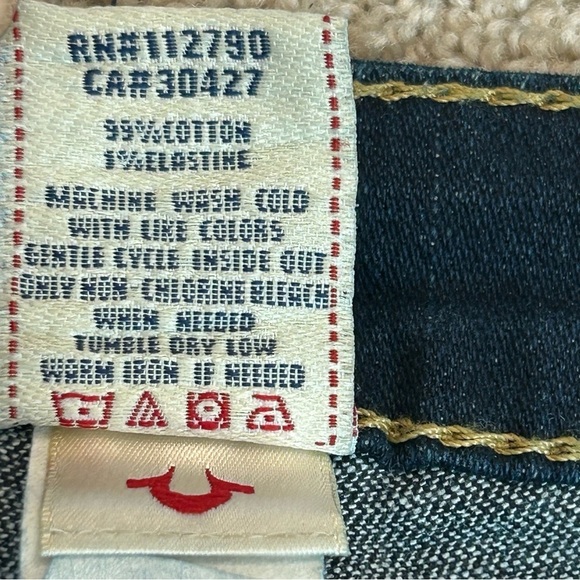 RN#112790
CA#30427
99%COTTON
1%ELASTINE
MACHINE WASH COLD
WITH LIKE COLORS
GENTLE CYCLE INSIDE OUT
ONLY NON-CHLORINE BLEACH
WHEN NEEDED
TUMBLE DRY LOW
WARM IRON IF NEEDED